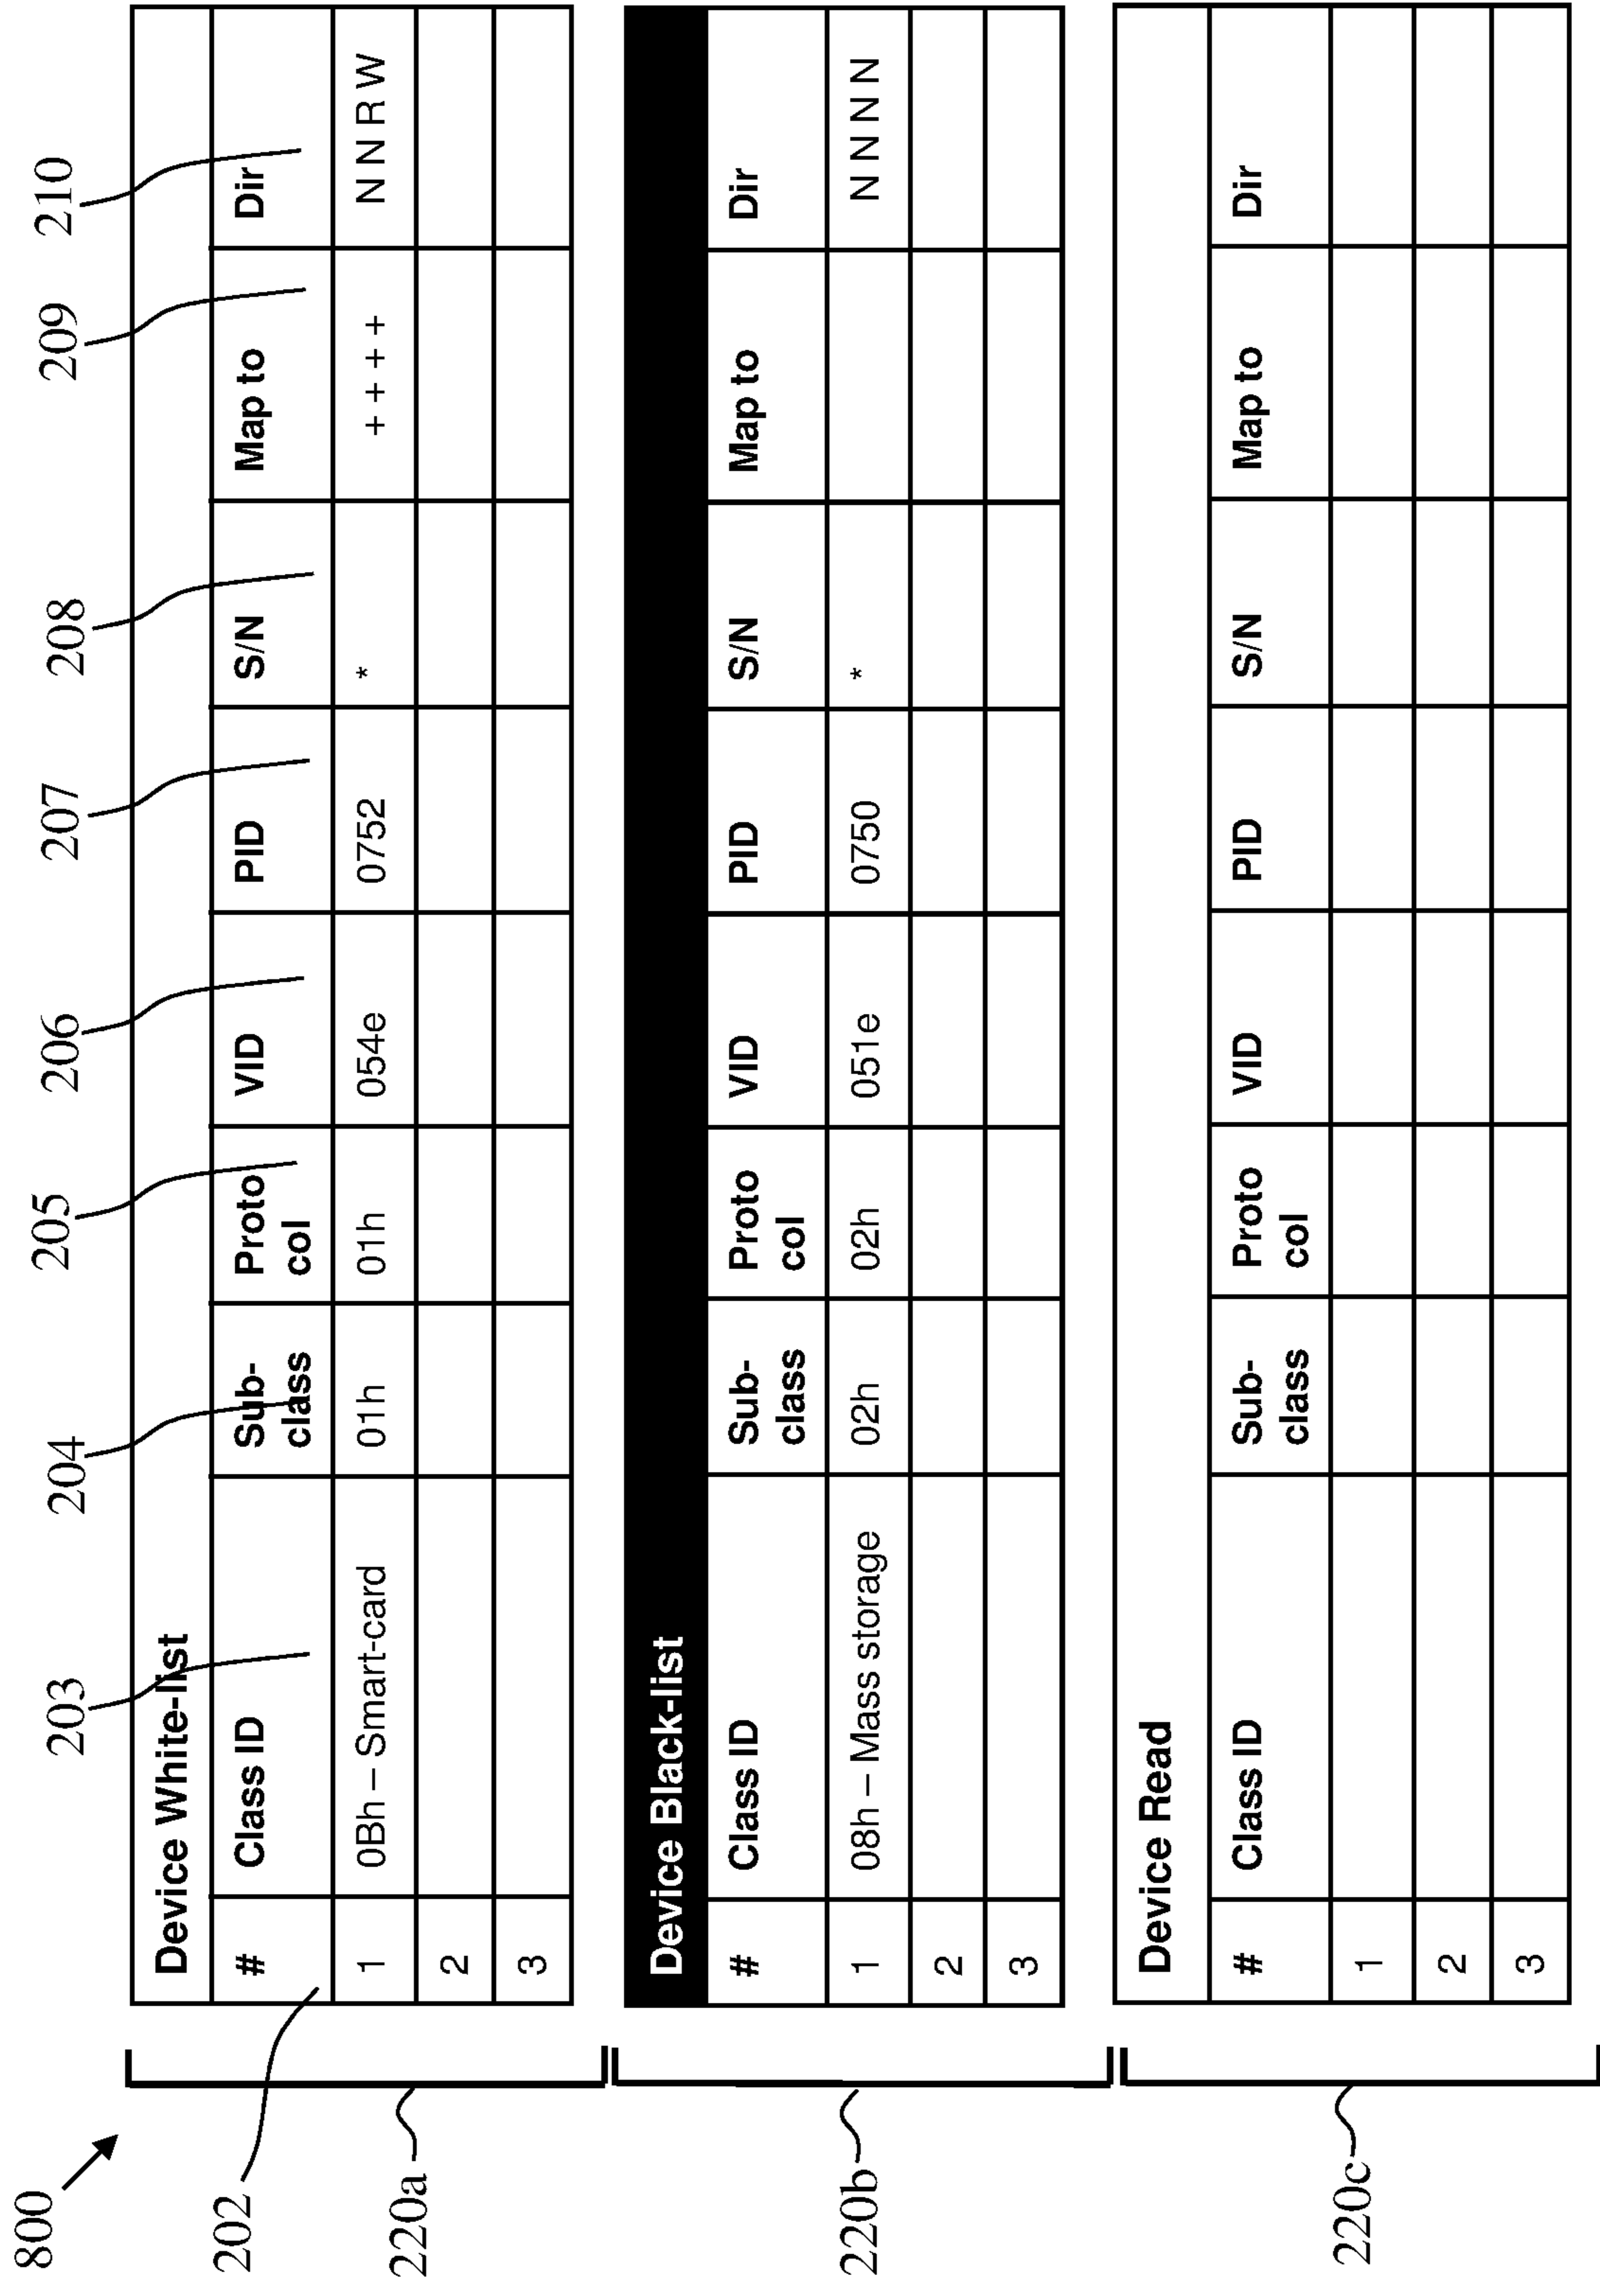 800
202 203 204 205 206 207 208 209 210
220a
Device White-list
# Class ID Sub- Proto VID PID S/N Map to Dir
class col
1 0Bh – Smart-card 01h 01h 054e 0752 * + + + + N N R W
2
3
220b
Device Black-list
# Class ID Sub- Proto VID PID S/N Map to Dir
class col
1 08h – Mass storage 02h 02h 051e 0750 * N N N N
2
3
220c
Device Read
# Class ID Sub- Proto VID PID S/N Map to Dir
class col
1
2
3